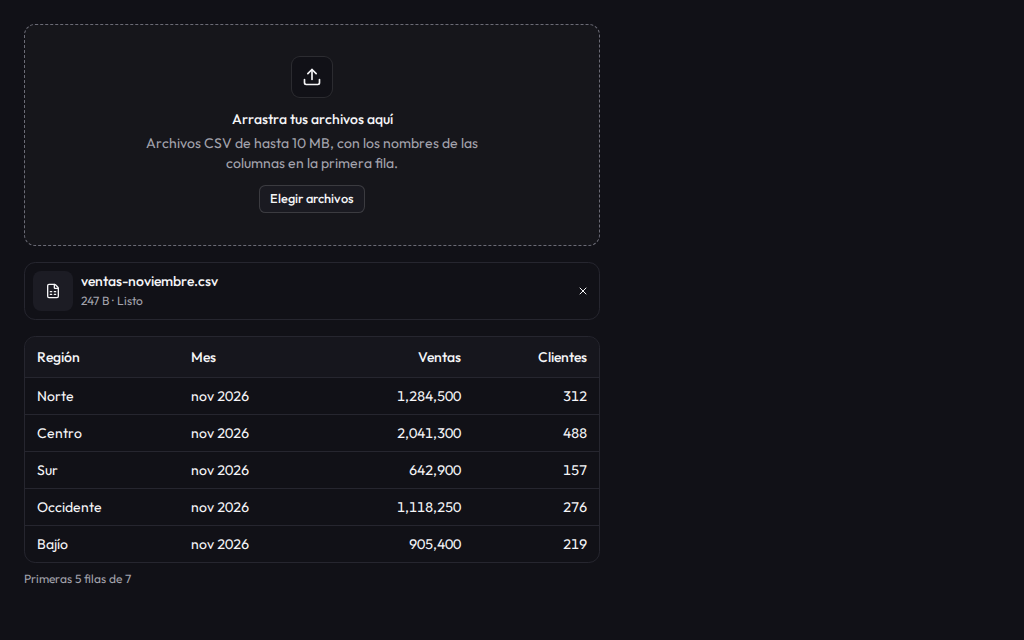 Arrastra tus archivos aquí
Archivos CSV de hasta 10 MB, con los nombres de las
columnas en la primera fila.
Elegir archivos
ventas-noviembre.csv
247 B · Listo
Región Mes Ventas Clientes
Norte nov 2026 1,284,500 312
Centro nov 2026 2,041,300 488
Sur nov 2026 642,900 157
Occidente nov 2026 1,118,250 276
Bajío nov 2026 905,400 219
Primeras 5 filas de 7